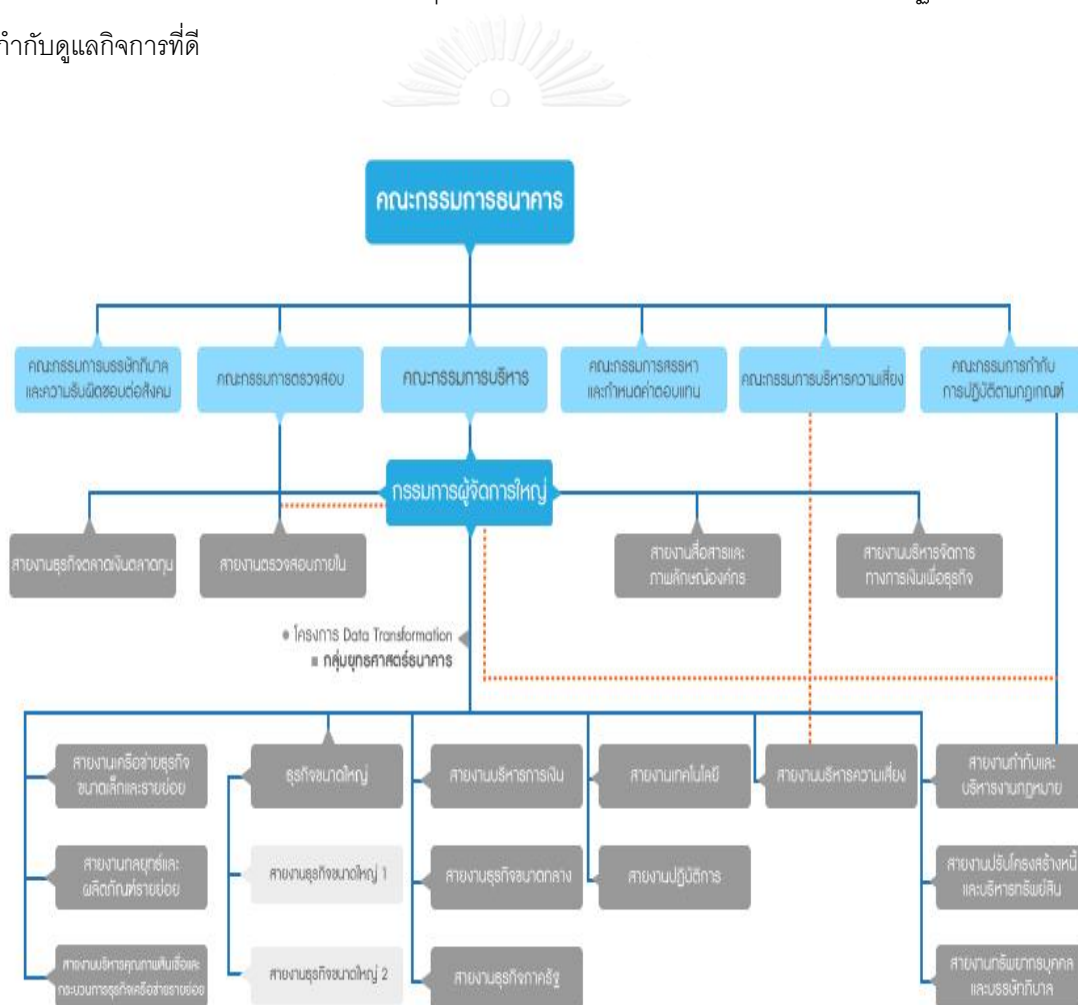 กำกับดูแลกิจการที่ดี
คณะกรรมการธนาคาร
คณะกรรมการบรรษัทภิบาล
และความรับผิดชอบต่อสังคม
คณะกรรมการตรวจสอบ
คณะกรรมการบริหาร
คณะกรรมการสรรหา
และกำหนดค่าตอบแทน
คณะกรรมการบริหารความเสี่ยง
คณะกรรมการกำกับ
การปฏิบัติตามกฎเกณฑ์
กรรมการผู้จัดการใหญ่
สายงานธุรกิจตลาดเงินตลาดทุน
สายงานตรวจสอบภายใน
สายงานสื่อสารและ
ภาพลักษณ์องค์กร
สายงานบริหารจัดการ
ทางการเงินเพื่อธุรกิจ
● โครงการ Data Transformation
■ กลุ่มยุทธศาสตร์ธนาคาร
สายงานเครือข่ายธุรกิจ
ขนาดเล็กและรายย่อย
ธุรกิจขนาดใหญ่
สายงานบริหารการเงิน
สายงานเทคโนโลยี
สายงานบริหารความเสี่ยง
สายงานกำกับและ
บริหารงานกฎหมาย
สายงานกลยุทธ์และ
ผลิตภัณฑ์รายย่อย
สายงานธุรกิจขนาดใหญ่ 1
สายงานธุรกิจขนาดกลาง
สายงานปฏิบัติการ
สายงานปรับโครงสร้างหนี้
และบริหารทรัพย์สิน
สายงานบริหารคุณภาพสินเชื่อและ
กระบวนการธุรกิจเครือข่ายรายย่อย
สายงานธุรกิจขนาดใหญ่ 2
สายงานธุรกิจภาครัฐ
สายงานทรัพยากรบุคคล
และบรรษัทภิบาล